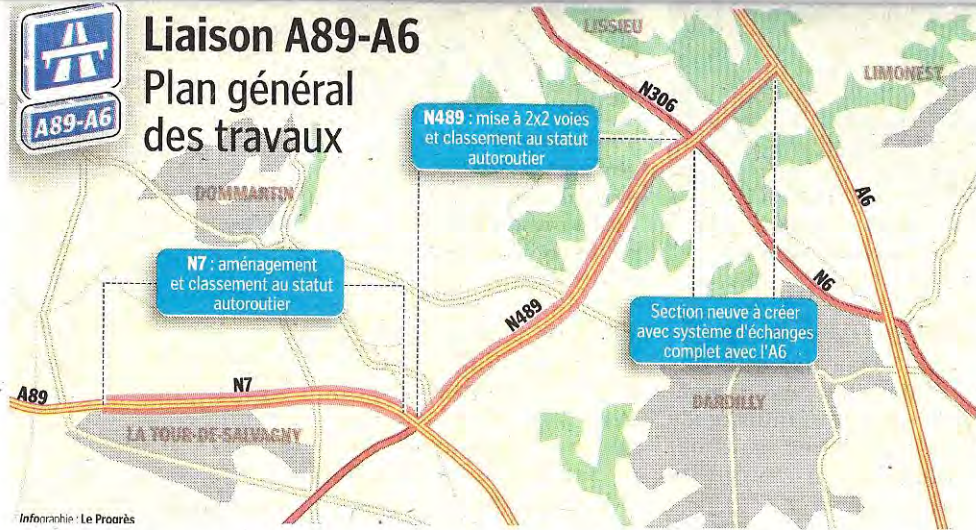 Liaison A89-A6
Plan général
des travaux
A89-A6
LISSIEU
LIMONEST
N306
N489 : mise à 2x2 voies
et classement au statut
autoroutier
DOMMARTIN
A6
N7 : aménagement
et classement au statut
autoroutier
N489
N6
Section neuve à créer
avec système d'échanges
complet avec l'A6
A89
N7
DARDILLY
LA TOUR-DE-SALVAGNY
Infographie : Le Progrès